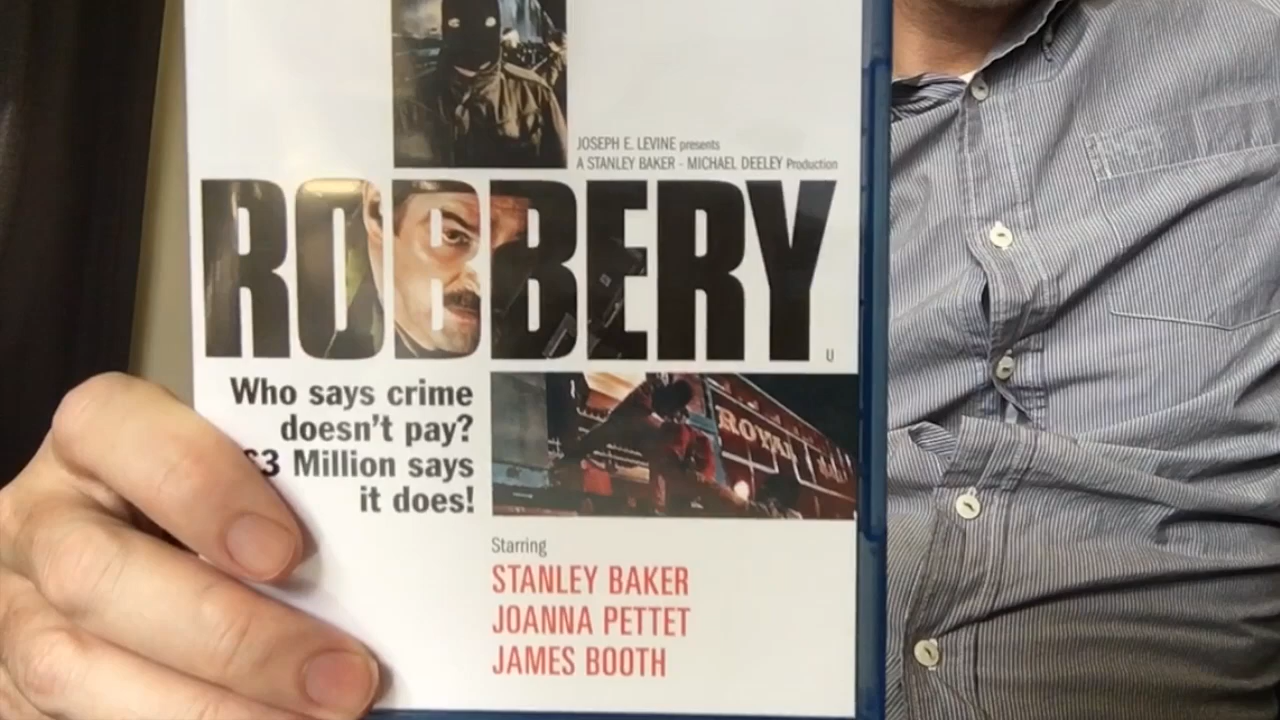 JOSEPH E. LEVINE presents
A STANLEY BAKER - MICHAEL DEELEY Production
ROBBERY
U
Who says crime
doesn't pay?
$3 Million says
it does!
ROYAL
Starring
STANLEY BAKER
JOANNA PETTET
JAMES BOOTH